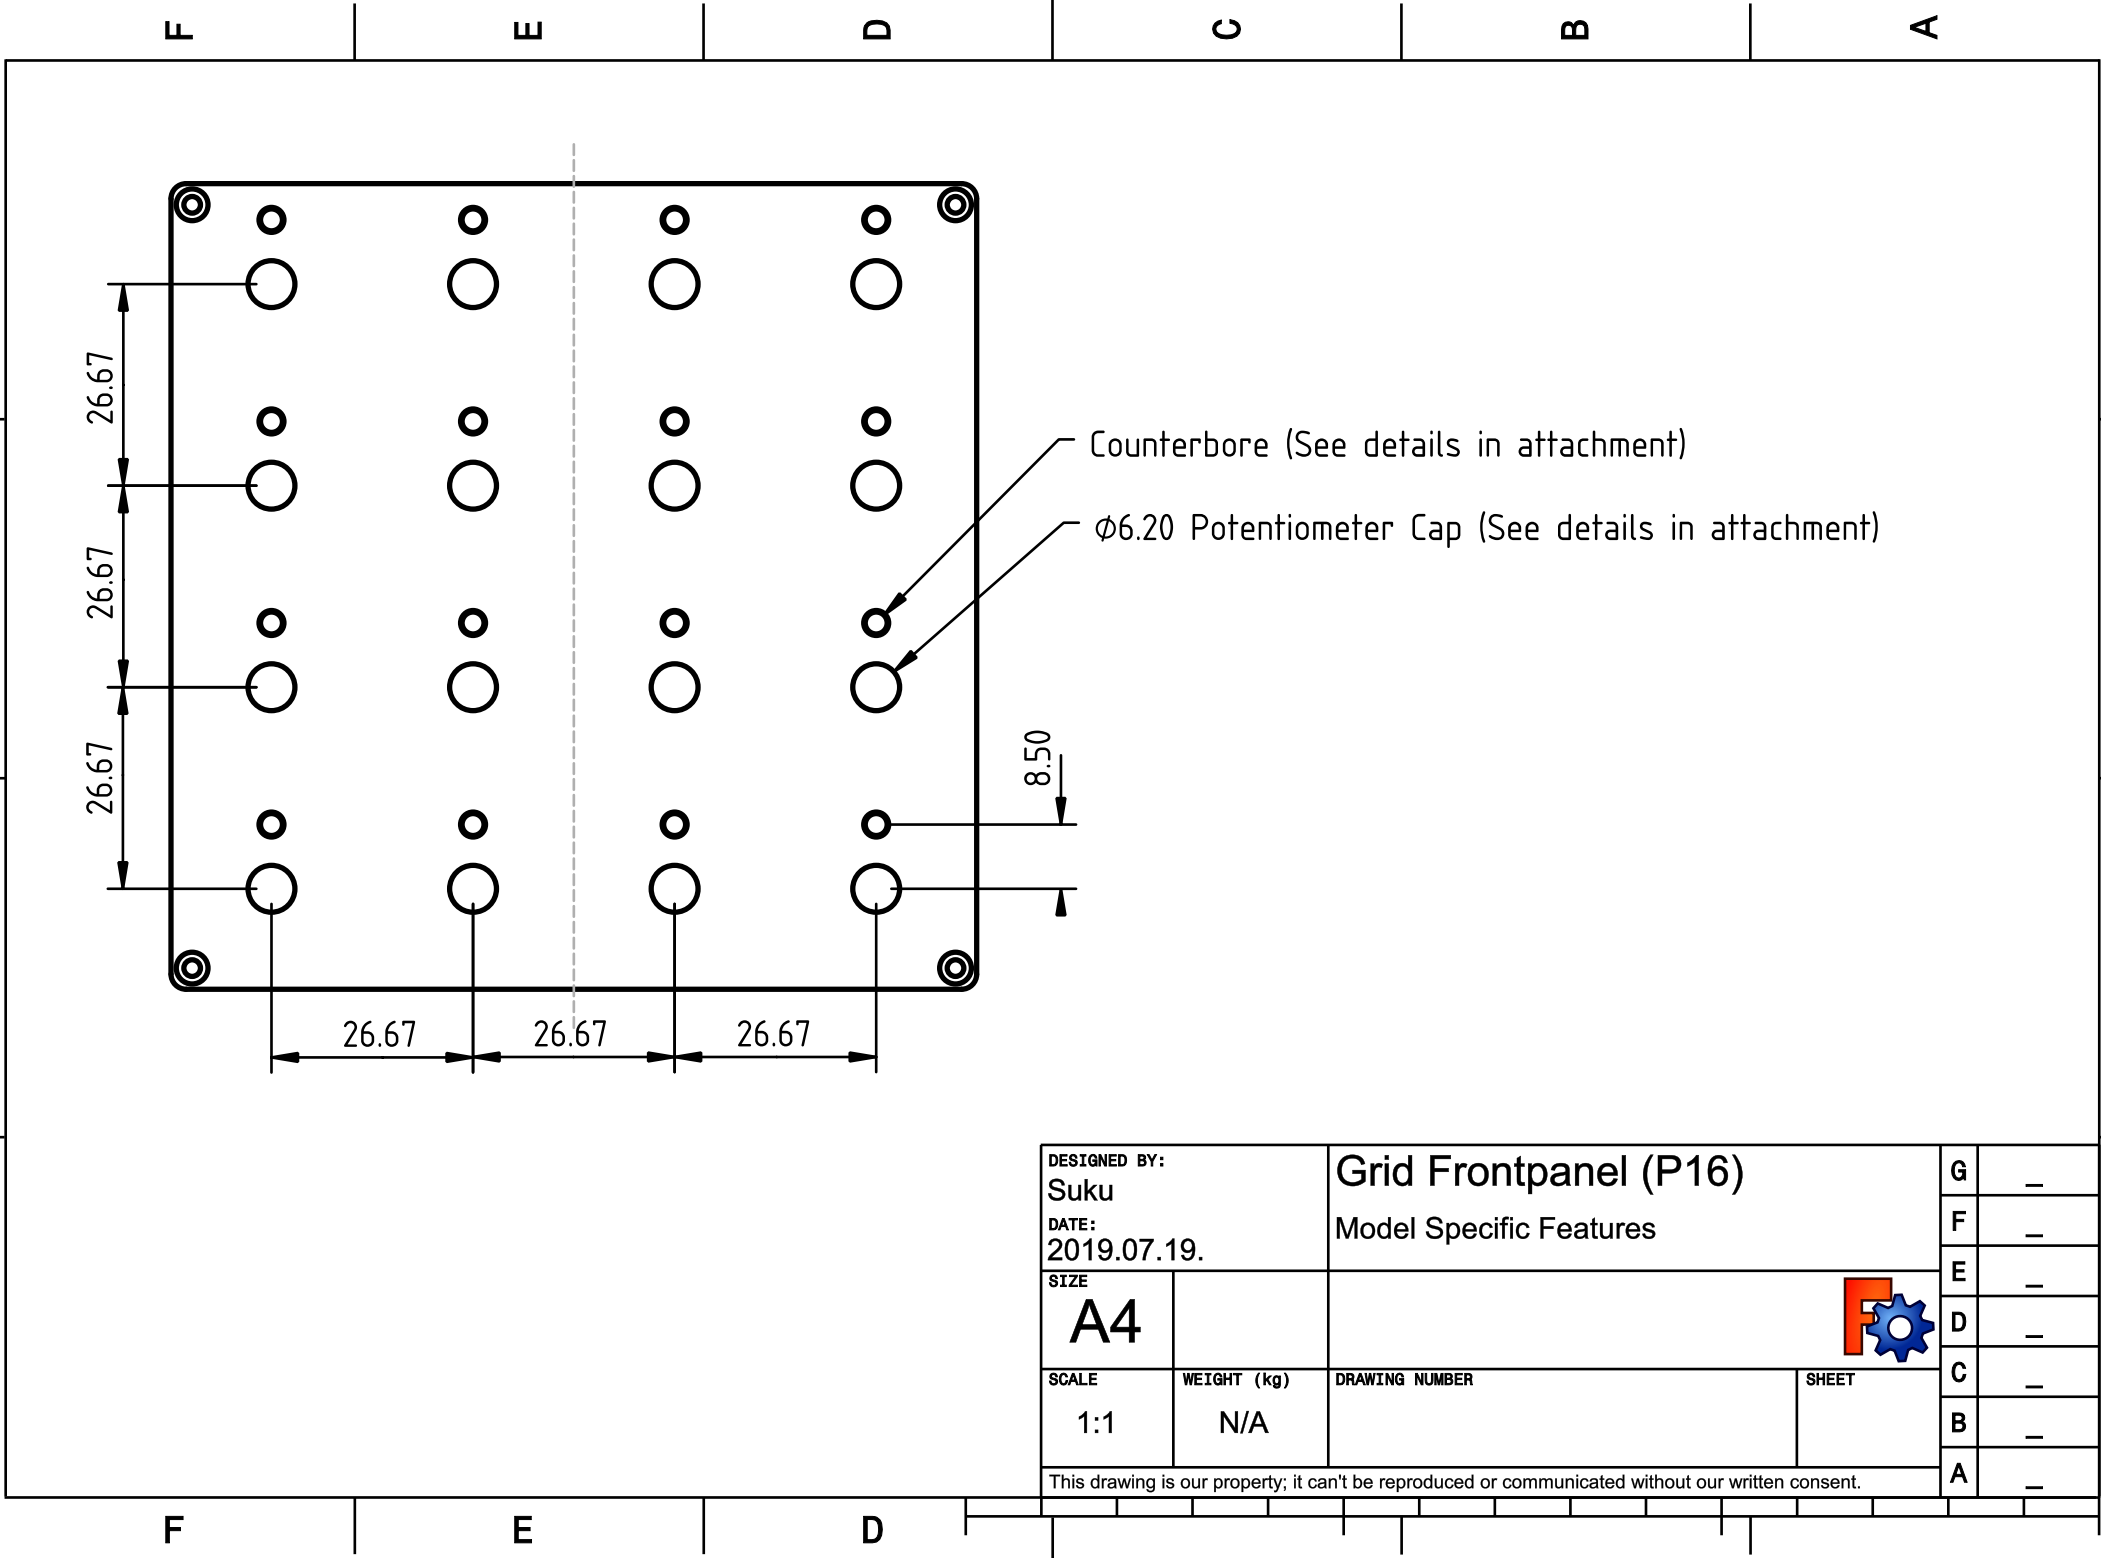 F E D C B A
26.67
Counterbore (See details in attachment)
⌀6.20 Potentiometer Cap (See details in attachment)
26.67
8.50
26.67
26.67 26.67 26.67
DESIGNED BY:
Suku
DATE:
2019.07.19.
Grid Frontpanel (P16)
Model Specific Features
SIZE
A4
SCALE
1:1
WEIGHT (kg)
N/A
DRAWING NUMBER
SHEET
G _
F _
E _
D _
C _
B _
A _
This drawing is our property; it can't be reproduced or communicated without our written consent.
F E D